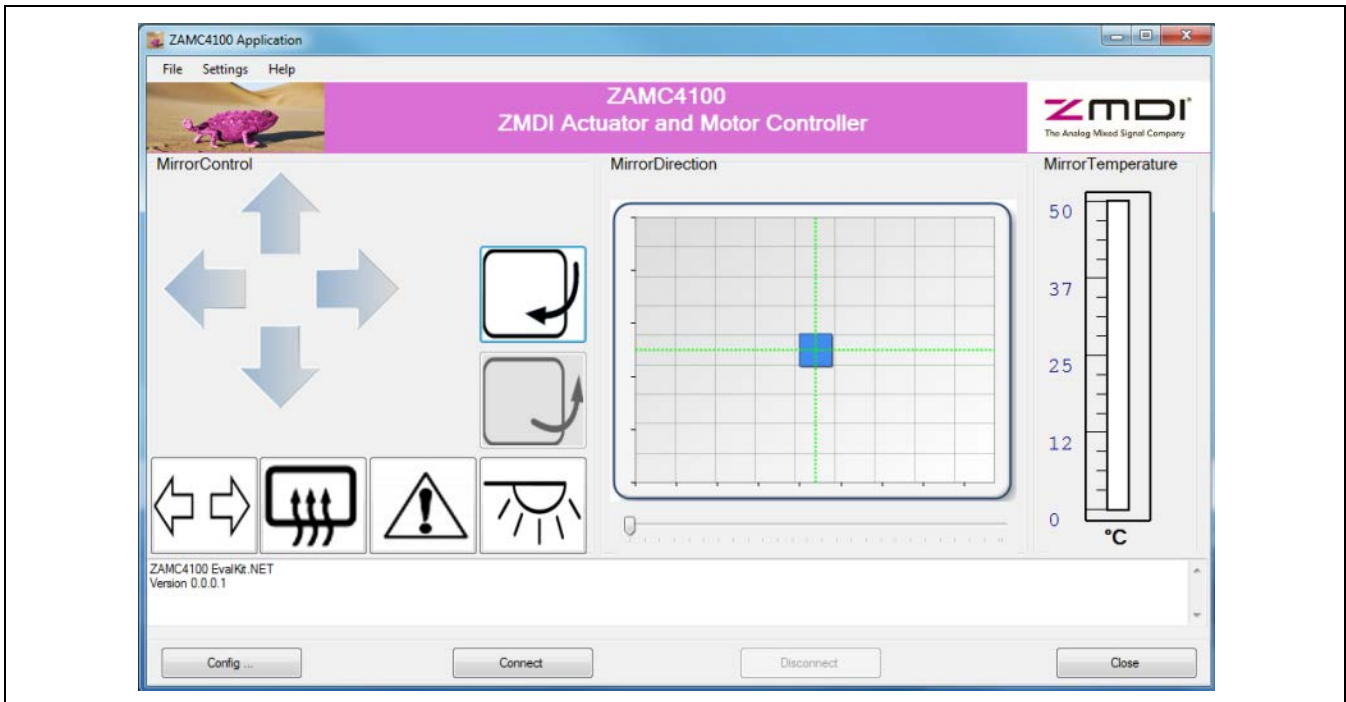 ZAMC4100 Application
File Settings Help
ZAMC4100
ZMDI Actuator and Motor Controller
ZMDI
The Analog Mixed Signal Company
MirrorControl
MirrorDirection
MirrorTemperature
50
37
25
12
0
°C
ZAMC4100 EvalKit.NET
Version 0.0.0.1
Config ...
Connect
Disconnect
Close